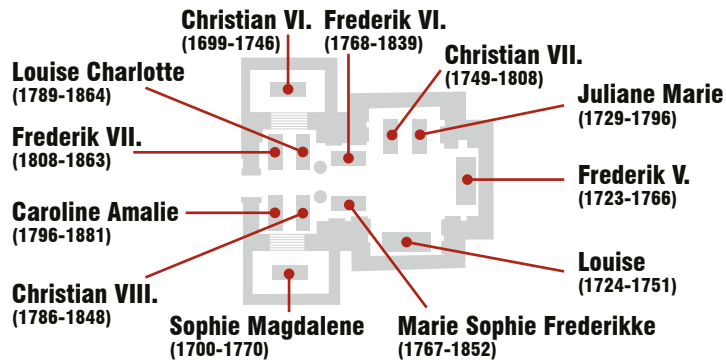 Christian VI.
(1699-1746)
Frederik VI.
(1768-1839)
Christian VII.
(1749-1808)
Louise Charlotte
(1789-1864)
Juliane Marie
(1729-1796)
Frederik VII.
(1808-1863)
Frederik V.
(1723-1766)
Caroline Amalie
(1796-1881)
Louise
(1724-1751)
Christian VIII.
(1786-1848)
Sophie Magdalene
(1700-1770)
Marie Sophie Frederikke
(1767-1852)